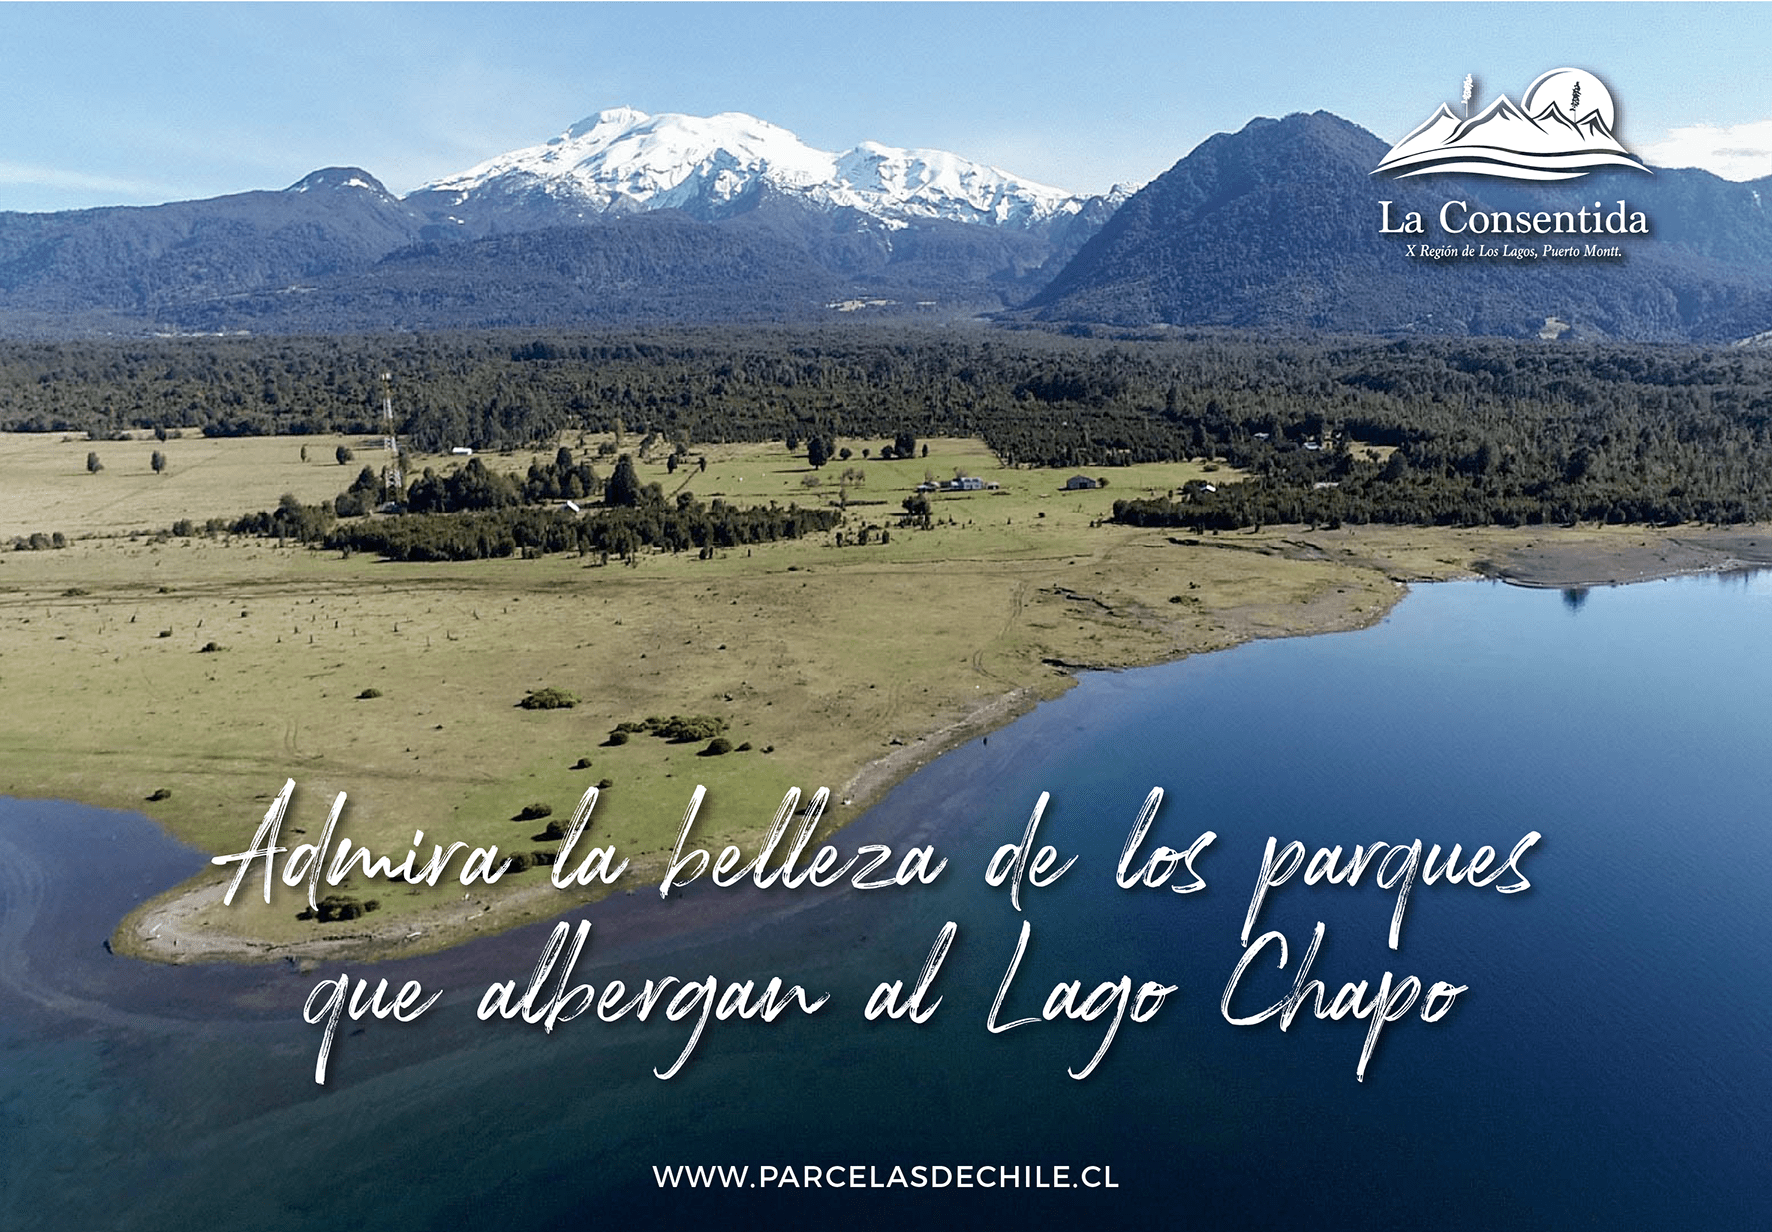 La Consentida
X Región de Los Lagos, Puerto Montt.
Admira la belleza de los parques
que albergan al Lago Chapo
WWW.PARCELASDECHILE.CL